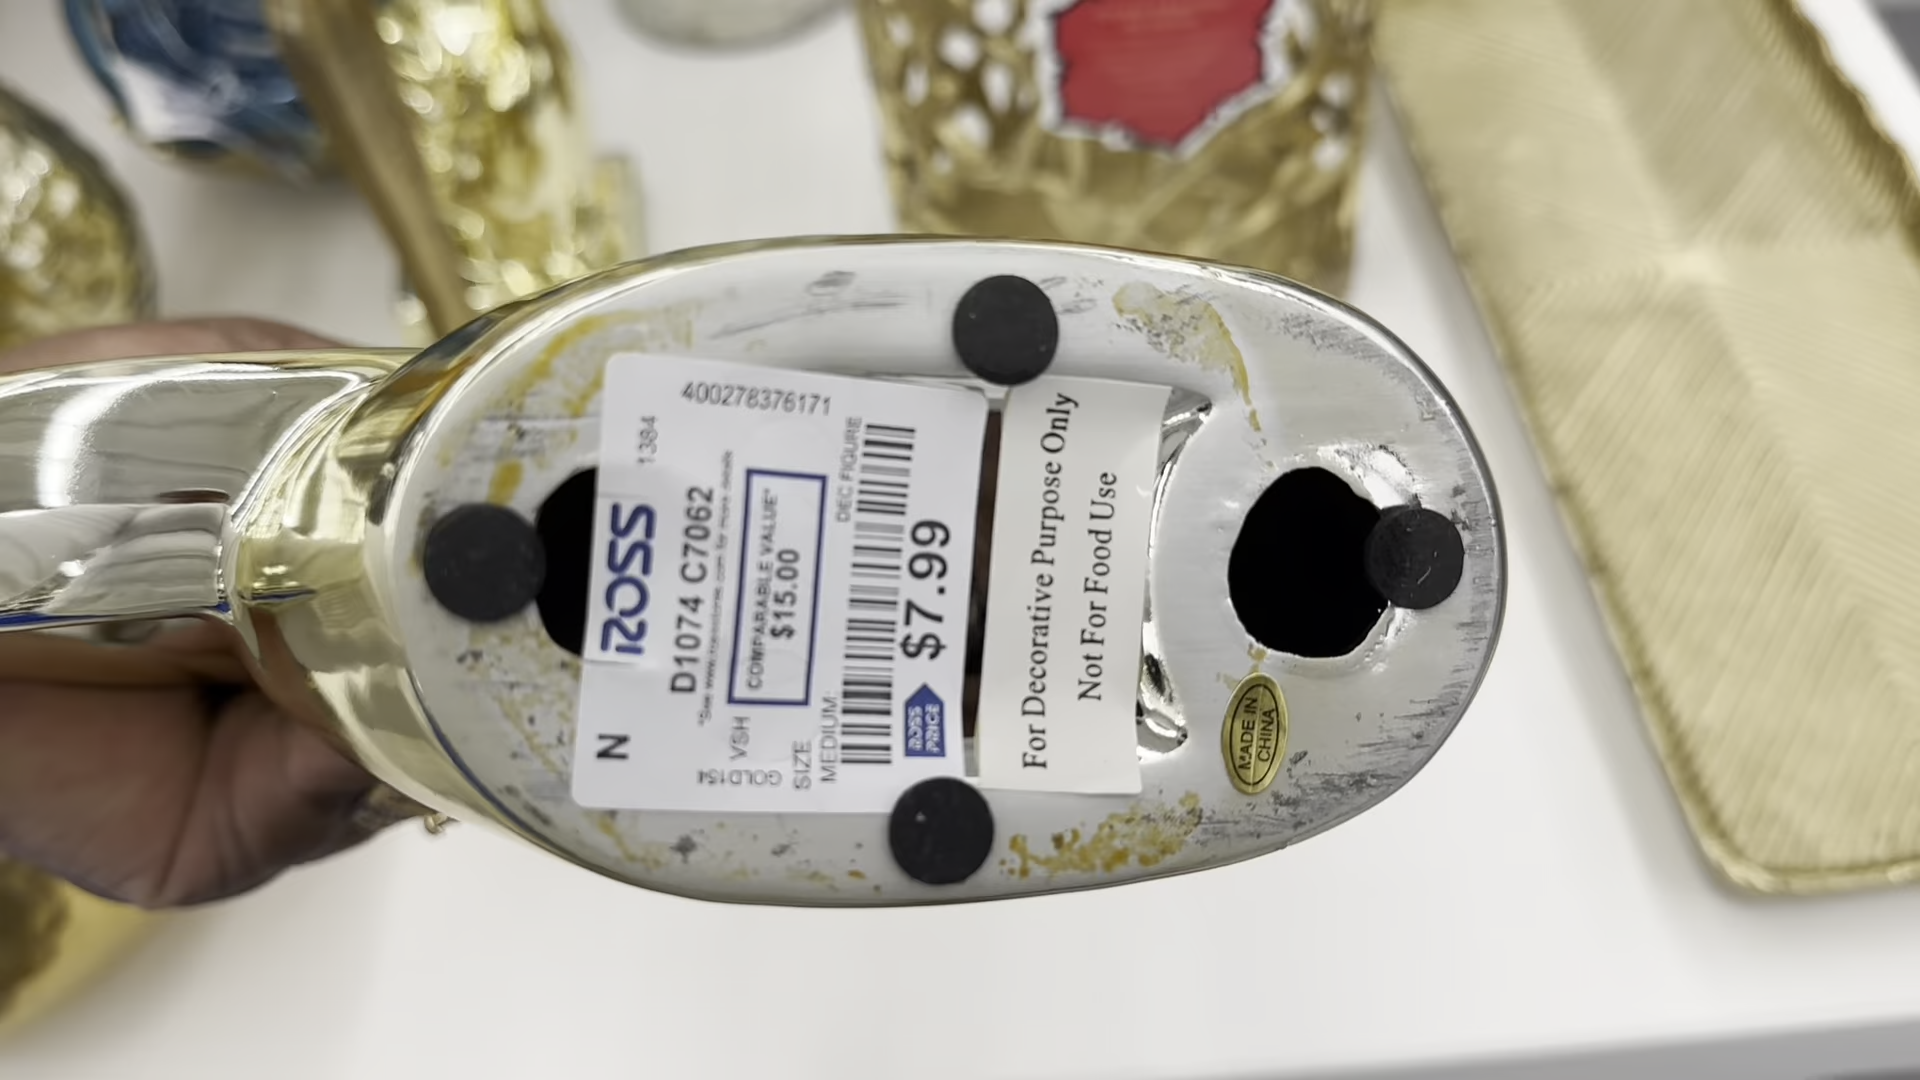 400278376171
1384
ROSS
D1074 C7062
*See www.rossstores.com for more details
COMPARABLE VALUE*
$15.00
N
VSH
GOLD154
SIZE
MEDIUM:
DEC FIGURE
$7.99
ROSS
PRICE
For Decorative Purpose Only
Not For Food Use
MADE IN
CHINA